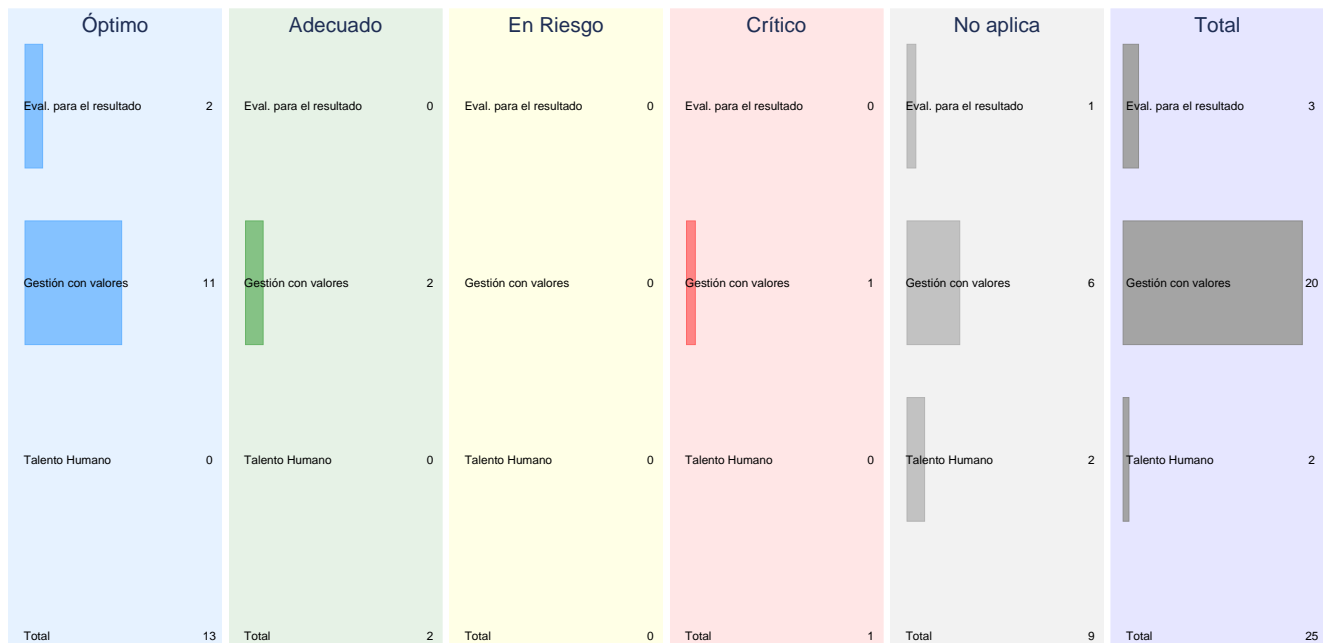 Óptimo Adecuado En Riesgo Crítico No aplica Total
Eval. para el resultado 2 Eval. para el resultado 0 Eval. para el resultado 0 Eval. para el resultado 0 Eval. para el resultado 1 Eval. para el resultado 3
Gestión con valores 11 Gestión con valores 2 Gestión con valores 0 Gestión con valores 1 Gestión con valores 6 Gestión con valores 20
Talento Humano 0 Talento Humano 0 Talento Humano 0 Talento Humano 0 Talento Humano 2 Talento Humano 2
Total 13 Total 2 Total 0 Total 1 Total 9 Total 25